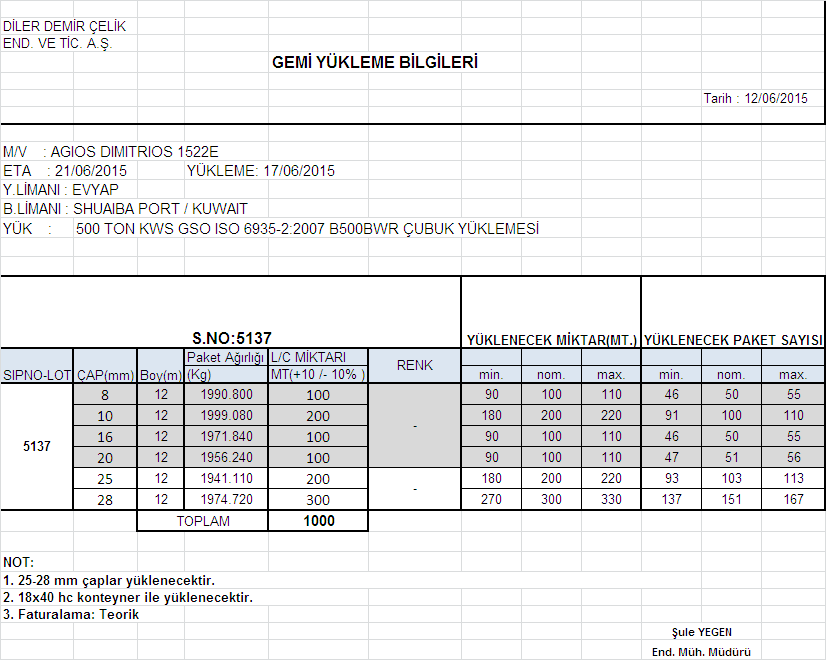 DİLER DEMİR ÇELİK
END. VE TİC. A.Ş.
GEMİ YÜKLEME BİLGİLERİ
Tarih : 12/06/2015
M/V : AGIOS DIMITRIOS 1522E
ETA : 21/06/2015 YÜKLEME: 17/06/2015
Y.LİMANI : EVYAP
B.LİMANI : SHUAIBA PORT / KUWAIT
YÜK : 500 TON KWS GSO ISO 6935-2:2007 B500BWR ÇUBUK YÜKLEMESİ
S.NO:5137 YÜKLENECEK MİKTAR(MT.) YÜKLENECEK PAKET SAYISI
SIPNO-LOT ÇAP(mm) Boy(m) Paket Ağırlığı (Kg) L/C MİKTARI MT(+10 /- 10% ) RENK min. nom. max. min. nom. max.
8 12 1990.800 100 90 100 110 46 50 55
10 12 1999.080 200 180 200 220 91 100 110
16 12 1971.840 100 90 100 110 46 50 55
20 12 1956.240 100 90 100 110 47 51 56
25 12 1941.110 200 180 200 220 93 103 113
28 12 1974.720 300 270 300 330 137 151 167
5137
-
-
TOPLAM 1000
NOT:
1. 25-28 mm çaplar yüklenecektir.
2. 18x40 hc konteyner ile yüklenecektir.
3. Faturalama: Teorik
Şule YEGEN
End. Müh. Müdürü